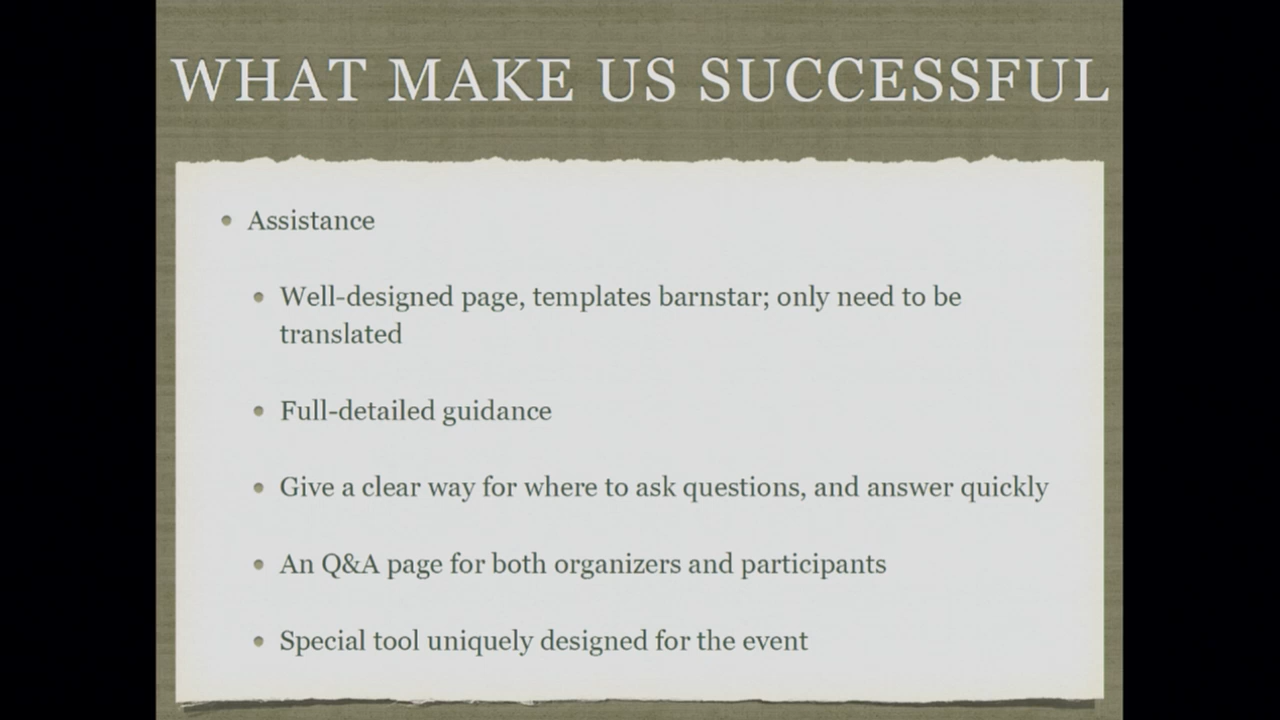 WHAT MAKE US SUCCESSFUL
Assistance
Well-designed page, templates barnstar; only need to be
translated
Full-detailed guidance
Give a clear way for where to ask questions, and answer quickly
An Q&A page for both organizers and participants
Special tool uniquely designed for the event